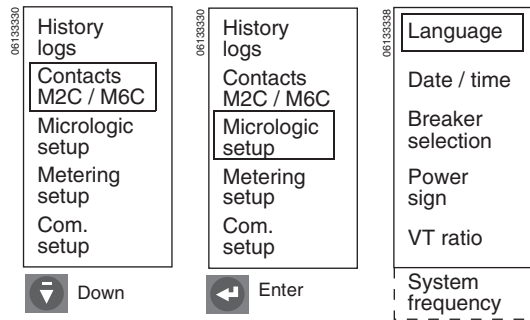 06133330
History
logs
Contacts
M2C / M6C
Micrologic
setup
Metering
setup
Com.
setup
Down
06133330
History
logs
Contacts
M2C / M6C
Micrologic
setup
Metering
setup
Com.
setup
Enter
06133338
Language
Date / time
Breaker
selection
Power
sign
VT ratio
System
frequency